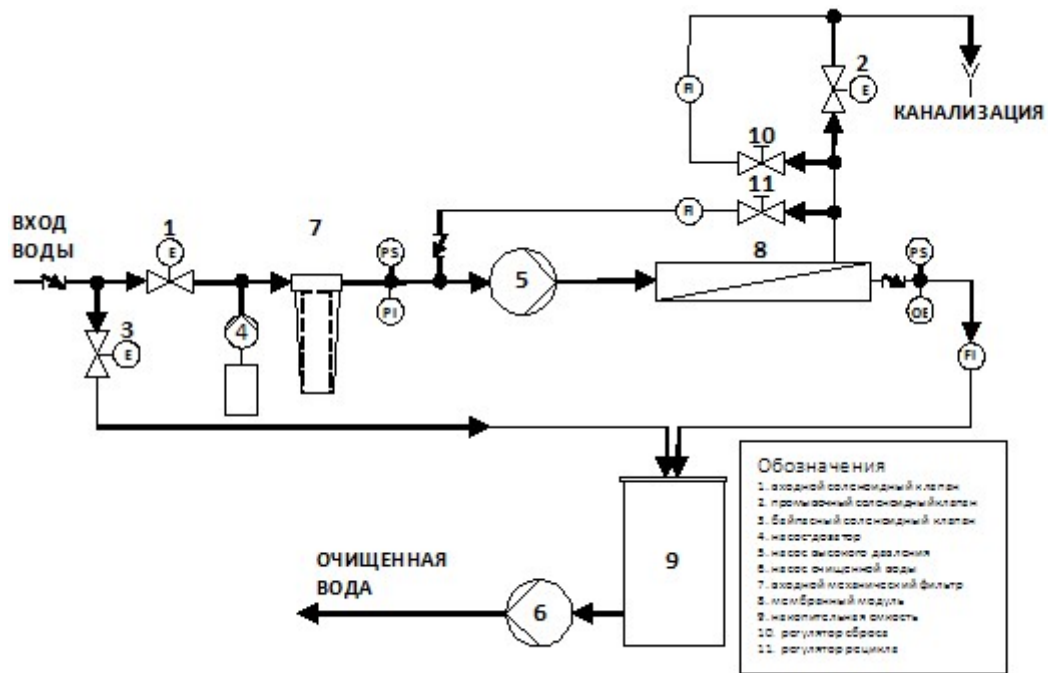 2
E
FI
КАНАЛИЗАЦИЯ
10
11
FI
ВХОД
ВОДЫ
1
E
7
PS
PI
5
8
PS
OE
3
E
4
FI
9
ОЧИЩЕННАЯ
ВОДА
6
Обозначения
1. входной соленоидный клапан
2. промывочный соленоидный клапан
3. байпасный соленоидный клапан
4. насос-дозатор
5. насос высокого давления
6. насос очищенной воды
7. входной механический фильтр
8. мембранный модуль
9. накопительная емкость
10. регулятор сброса
11. регулятор рецикла